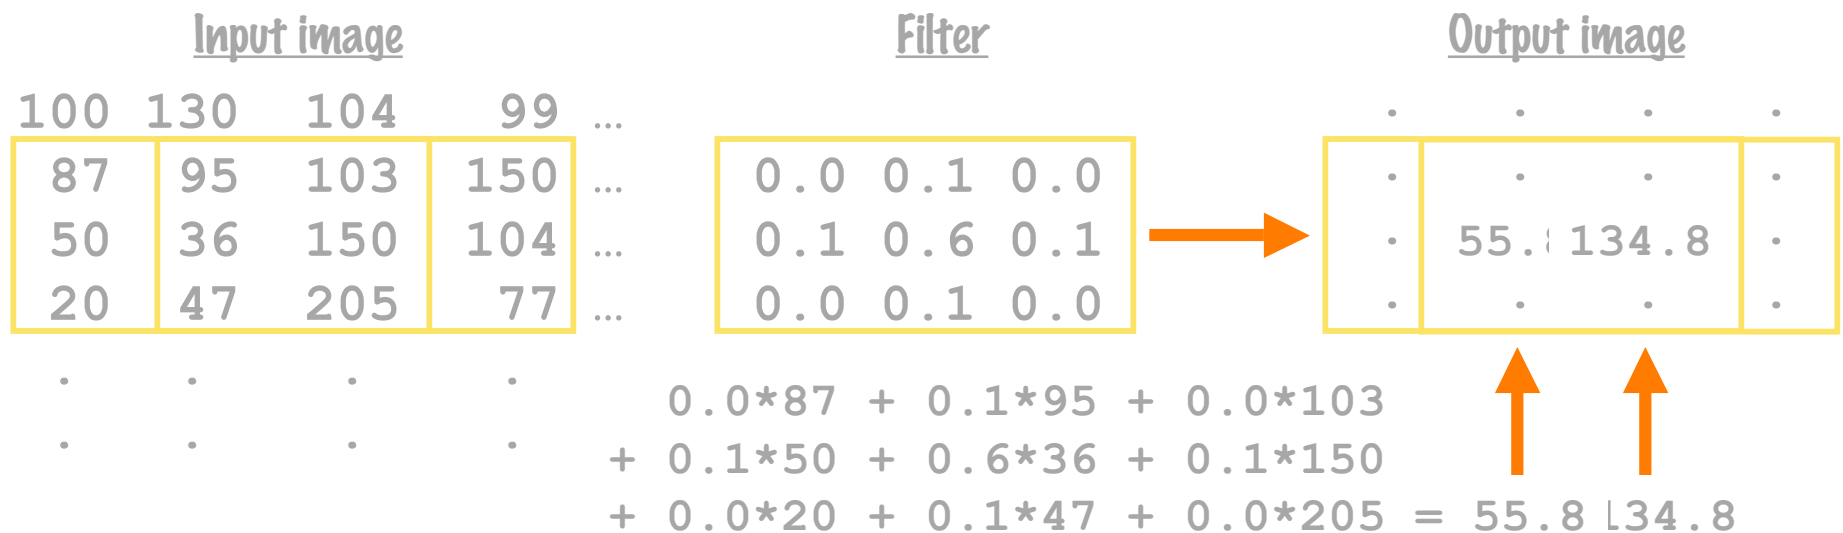 Input image Filter Output image
100 130 104 99 ...
87 95 103 150 ... 0.0 0.1 0.0
50 36 150 104 ... 0.1 0.6 0.1 55. 134.8
20 47 205 77 ... 0.0 0.1 0.0
0.0*87 + 0.1*95 + 0.0*103
+ 0.1*50 + 0.6*36 + 0.1*150
+ 0.0*20 + 0.1*47 + 0.0*205 = 55.8 134.8